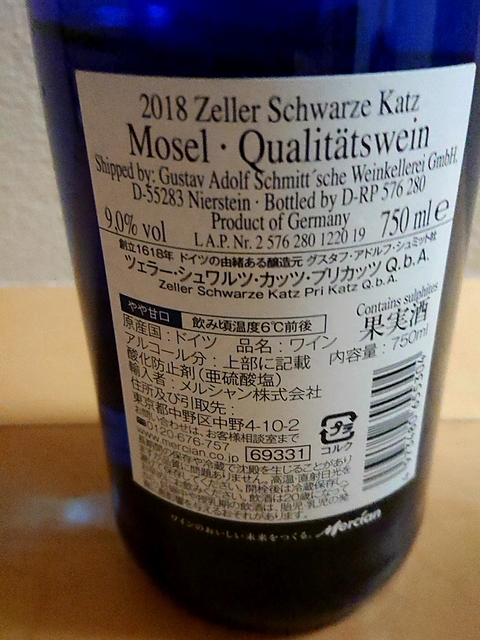 2018 Zeller Schwarze Katz
Mosel · Qualitätswein
Shipped by: Gustav Adolf Schmitt´sche Weinkellerei GmbH.
D-55283 Nierstein · Bottled by D-RP 576 280
Product of Germany
9,0% vol L.A.P. Nr. 2 576 280 1220 19 750 ml e
創立1618年 ドイツの由緒ある醸造元 グスタフ・アドルフ・シュミット社
ツェラー・シュワルツ・カッツ・プリカッツ Q.b.A.
Zeller Schwarze Katz Pri Katz Q.b.A.
やや甘口 飲み頃温度6℃前後
Contains sulphites
果実酒
原産国：ドイツ 品名：ワイン
アルコール分：上部に記載 内容量：750ml
酸化防止剤（亜硫酸塩）
輸入者：メルシャン株式会社
住所及び引取先：
東京都中野区中野4-10-2
お問い合わせは、お客様相談室まで
0120-676-757
www.mercian.co.jp 69331
コルク
プラ
ワインのおいしい未来をつくる。 Mercian